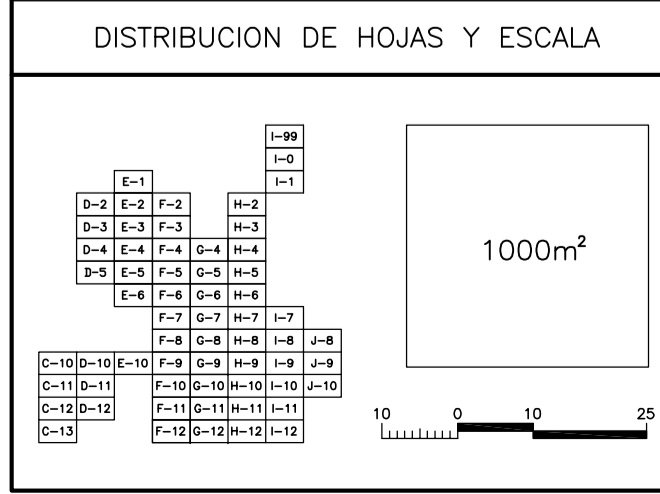 DISTRIBUCION DE HOJAS Y ESCALA
I-99
I-0
E-1 I-1
D-2 E-2 F-2 H-2
D-3 E-3 F-3 H-3
D-4 E-4 F-4 G-4 H-4
D-5 E-5 F-5 G-5 H-5
E-6 F-6 G-6 H-6
F-7 G-7 H-7 I-7
F-8 G-8 H-8 I-8 J-8
C-10 D-10 E-10 F-9 G-9 H-9 I-9 J-9
C-11 D-11 F-10 G-10 H-10 I-10 J-10
C-12 D-12 F-11 G-11 H-11 I-11
C-13 F-12 G-12 H-12 I-12
1000m²
10 0 10 25